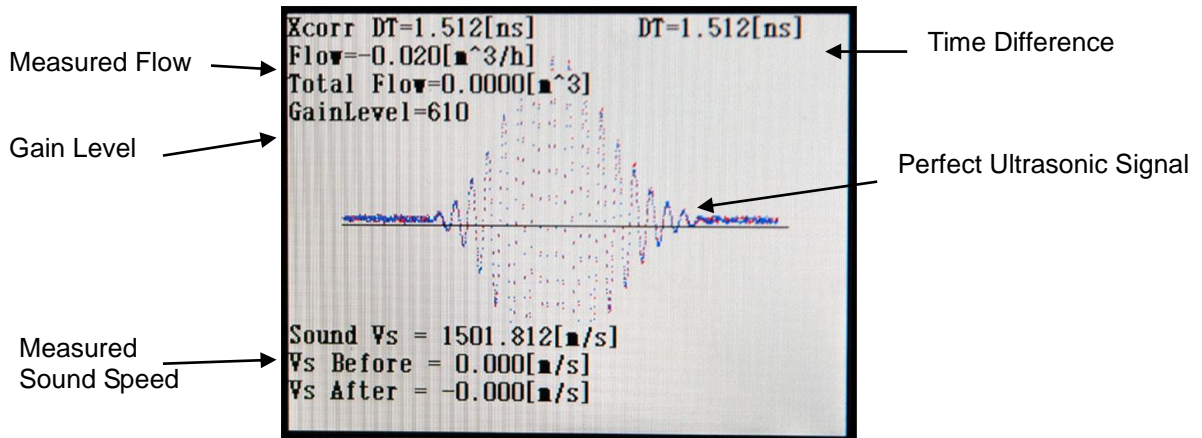 Xcorr DT=1.512[ns] DT=1.512[ns]
Flow=-0.020[m^3/h]
Total Flow=0.0000[m^3]
GainLevel=610
Sound Vs = 1501.812[m/s]
Vs Before = 0.000[m/s]
Vs After = -0.000[m/s]
Measured Flow
Gain Level
Measured
Sound Speed
Time Difference
Perfect Ultrasonic Signal